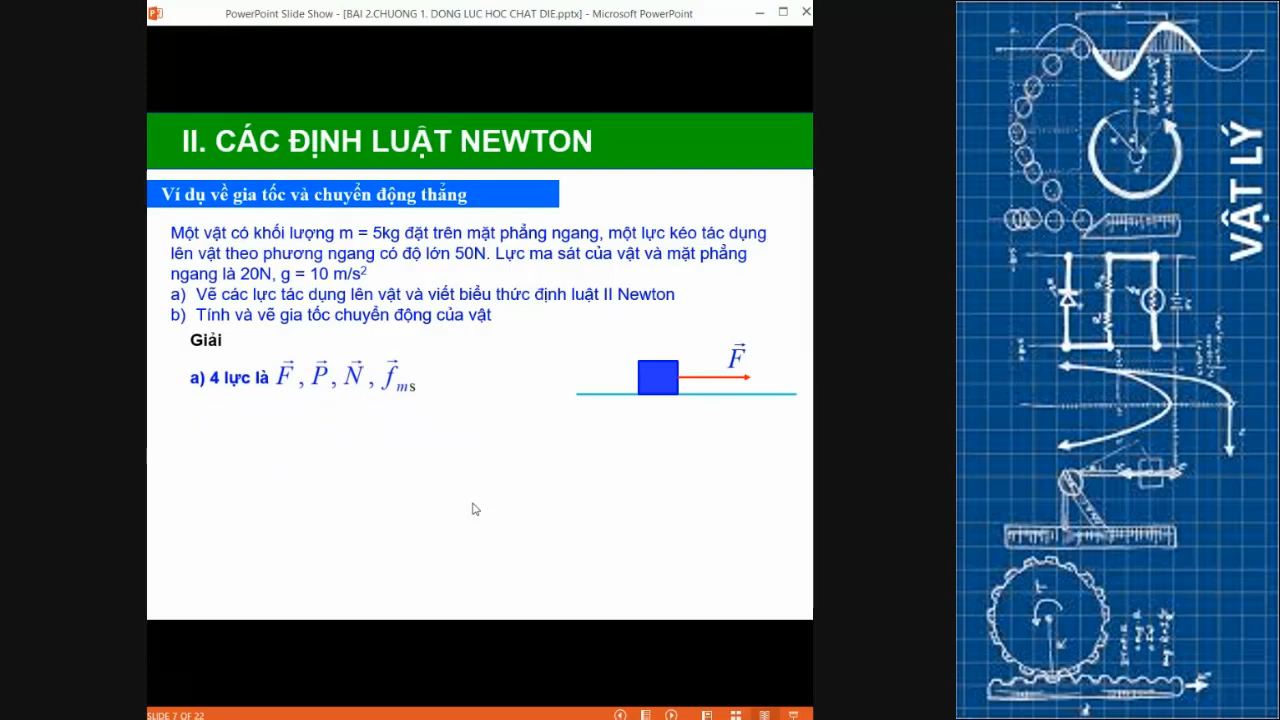 PowerPoint Slide Show - [BAI 2.CHUONG 1. DONG LUC HOC CHAT DIE.pptx] - Microsoft PowerPoint
II. CÁC ĐỊNH LUẬT NEWTON
Ví dụ về gia tốc và chuyển động thẳng
Một vật có khối lượng m = 5kg đặt trên mặt phẳng ngang, một lực kéo tác dụng
lên vật theo phương ngang có độ lớn 50N. Lực ma sát của vật và mặt phẳng
ngang là 20N, g = 10 m/s²
a) Vẽ các lực tác dụng lên vật và viết biểu thức định luật II Newton
b) Tính và vẽ gia tốc chuyển động của vật
Giải
F⃗
a) 4 lực là F⃗ , P⃗ , N⃗ , f⃗ms
SLIDE 7 OF 22
VẬT LÝ